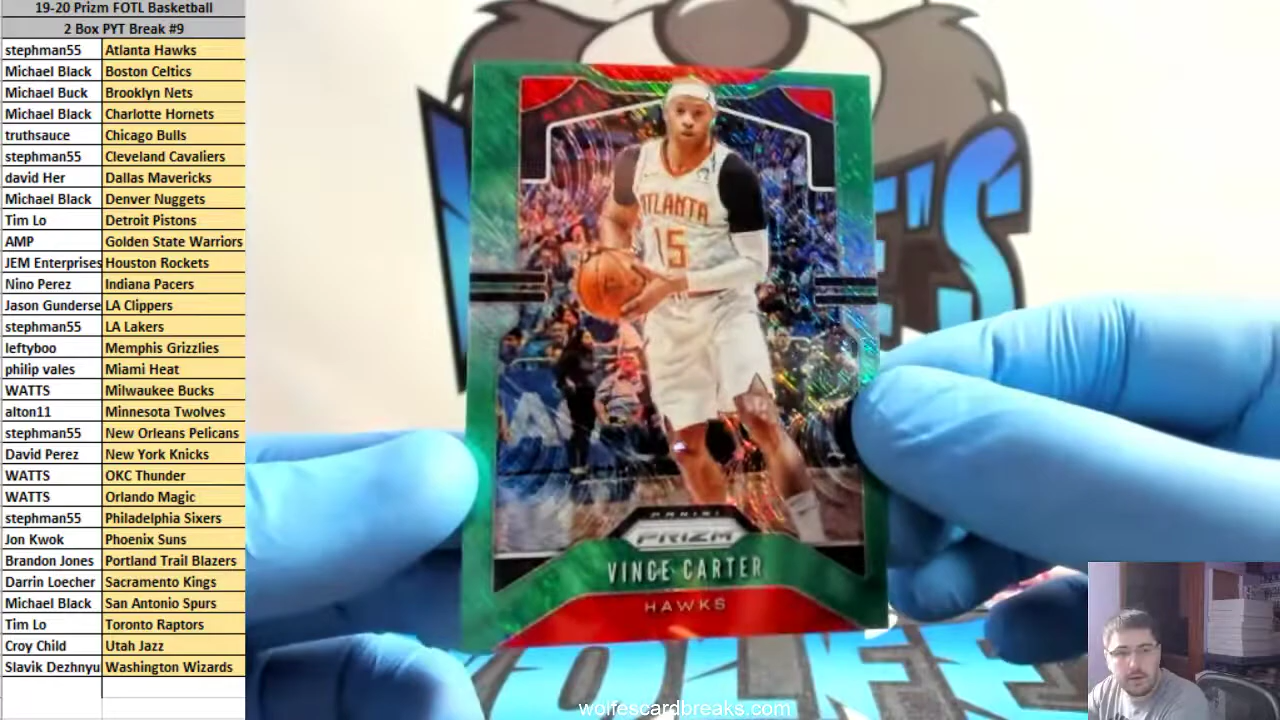 19-20 Prizm FOTL Basketball
2 Box PYT Break #9
stephman55 Atlanta Hawks
Michael Black Boston Celtics
Michael Buck Brooklyn Nets
Michael Black Charlotte Hornets
truthsauce Chicago Bulls
stephman55 Cleveland Cavaliers
david Her Dallas Mavericks
Michael Black Denver Nuggets
Tim Lo Detroit Pistons
AMP Golden State Warriors
JEM Enterprises Houston Rockets
Nino Perez Indiana Pacers
Jason Gunderse LA Clippers
stephman55 LA Lakers
leftyboo Memphis Grizzlies
philip vales Miami Heat
WATTS Milwaukee Bucks
alton11 Minnesota Twolves
stephman55 New Orleans Pelicans
David Perez New York Knicks
WATTS OKC Thunder
WATTS Orlando Magic
stephman55 Philadelphia Sixers
Jon Kwok Phoenix Suns
Brandon Jones Portland Trail Blazers
Darrin Loecher Sacramento Kings
Michael Black San Antonio Spurs
Tim Lo Toronto Raptors
Croy Child Utah Jazz
Slavik Dezhnyu Washington Wizards
ATLANTA
15
PANINI
PRIZM
VINCE CARTER
HAWKS
E'S
WOLFE
wolfescardbreaks.com